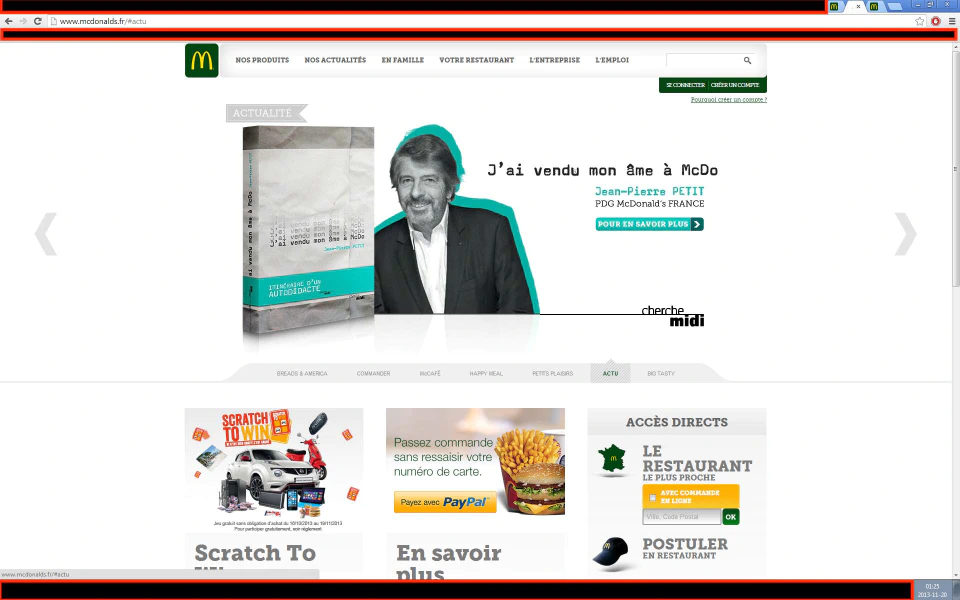 www.mcdonalds.fr/#actu
NOS PRODUITS NOS ACTUALITÉS EN FAMILLE VOTRE RESTAURANT L'ENTREPRISE L'EMPLOI
SE CONNECTER CRÉER UN COMPTE
Pourquoi créer un compte ?
ACTUALITÉ
J'ai vendu mon âme à McDo
Jean-Pierre PETIT
PDG McDonald's FRANCE
POUR EN SAVOIR PLUS
J'ai vendu mon âme à McDo
J'ai vendu mon âme à McDo
Jean-Pierre PETIT
ITINÉRAIRE D'UN
AUTODIDACTE
cherche
midi
BREADS & AMERICA COMMANDER McCAFÉ HAPPY MEAL PETITS PLAISIRS ACTU BIG TASTY
SCRATCH
TO WIN
Jeu gratuit sans obligation d'achat du 16/10/2013 au 19/11/2013
Pour participer gratuitement, voir règlement.
Scratch To
Passez commande
sans ressaisir votre
numéro de carte.
Payez avec PayPal
En savoir
plus
ACCÈS DIRECTS
LE
RESTAURANT
LE PLUS PROCHE
AVEC COMMANDE
EN LIGNE
Ville, Code Postal OK
POSTULER
EN RESTAURANT
www.mcdonalds.fr/#actu
01:25
2013-11-20